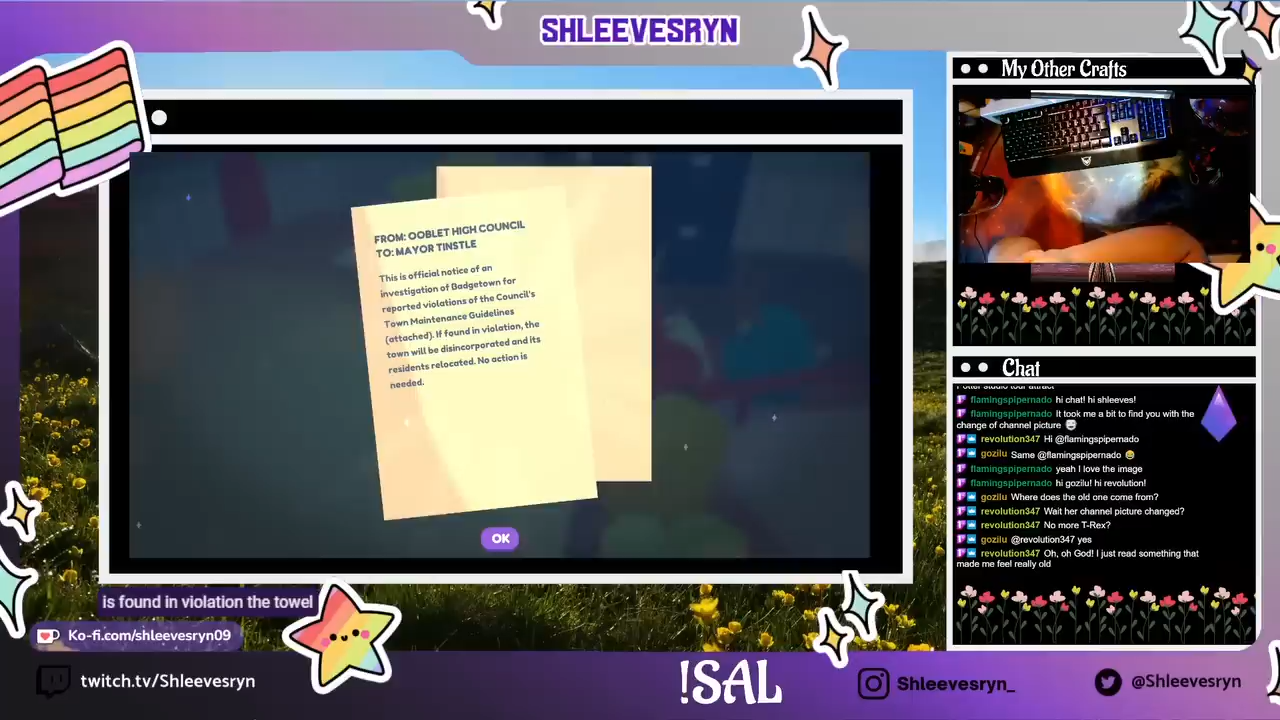 SHLEEVESRYN
FROM: OOBLET HIGH COUNCIL
TO: MAYOR TINSTLE
This is official notice of an
investigation of Badgetown for
reported violations of the Council's
Town Maintenance Guidelines
(attached). If found in violation, the
town will be disincorporated and its
residents relocated. No action is
needed.
OK
My Other Crafts
Chat
Potter studio tour attract
flamingspipernado hi chat! hi shleeves!
flamingspipernado It took me a bit to find you with the
change of channel picture
revolution347 Hi @flamingspipernado
gozilu Same @flamingspipernado
flamingspipernado yeah I love the image
flamingspipernado hi gozilu! hi revolution!
gozilu Where does the old one come from?
revolution347 Wait her channel picture changed?
revolution347 No more T-Rex?
gozilu @revolution347 yes
revolution347 Oh, oh God! I just read something that
made me feel really old
is found in violation the towel
Ko-fi.com/shleevesryn09
twitch.tv/Shleevesryn
!SAL
Shleevesryn_
@Shleevesryn